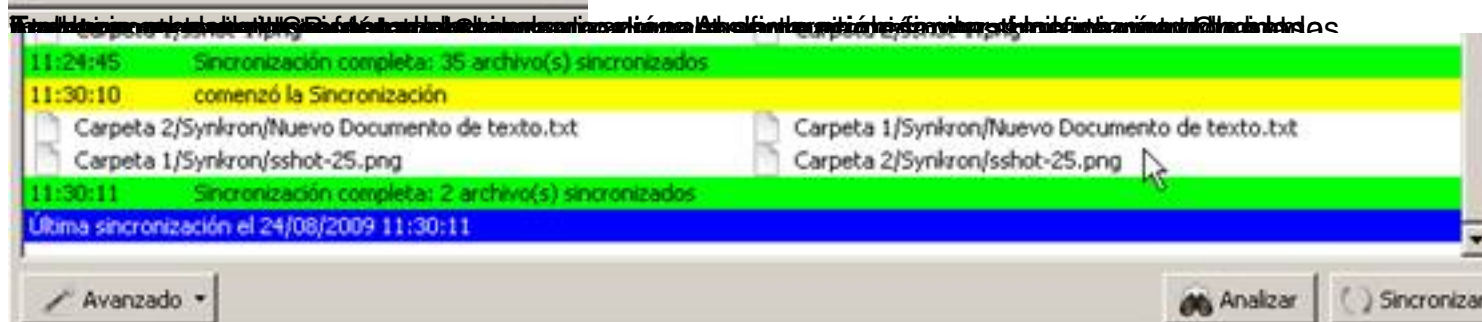 11:24:45 Sincronización completa: 35 archivo(s) sincronizados
11:30:10 comenzó la Sincronización
Carpeta 2/Synkron/Nuevo Documento de texto.txt Carpeta 1/Synkron/Nuevo Documento de texto.txt
Carpeta 1/Synkron/sshot-25.png Carpeta 2/Synkron/sshot-25.png
11:30:11 Sincronización completa: 2 archivo(s) sincronizados
Última sincronización el 24/08/2009 11:30:11
Avanzado Analizar Sincronizar